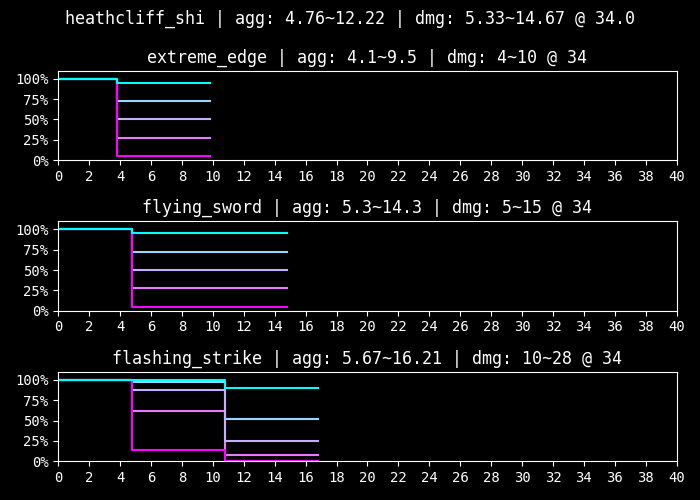 heathcliff_shi | agg: 4.76~12.22 | dmg: 5.33~14.67 @ 34.0
extreme_edge | agg: 4.1~9.5 | dmg: 4~10 @ 34
100%
75%
50%
25%
0%
0 2 4 6 8 10 12 14 16 18 20 22 24 26 28 30 32 34 36 38 40
flying_sword | agg: 5.3~14.3 | dmg: 5~15 @ 34
100%
75%
50%
25%
0%
0 2 4 6 8 10 12 14 16 18 20 22 24 26 28 30 32 34 36 38 40
flashing_strike | agg: 5.67~16.21 | dmg: 10~28 @ 34
100%
75%
50%
25%
0%
0 2 4 6 8 10 12 14 16 18 20 22 24 26 28 30 32 34 36 38 40